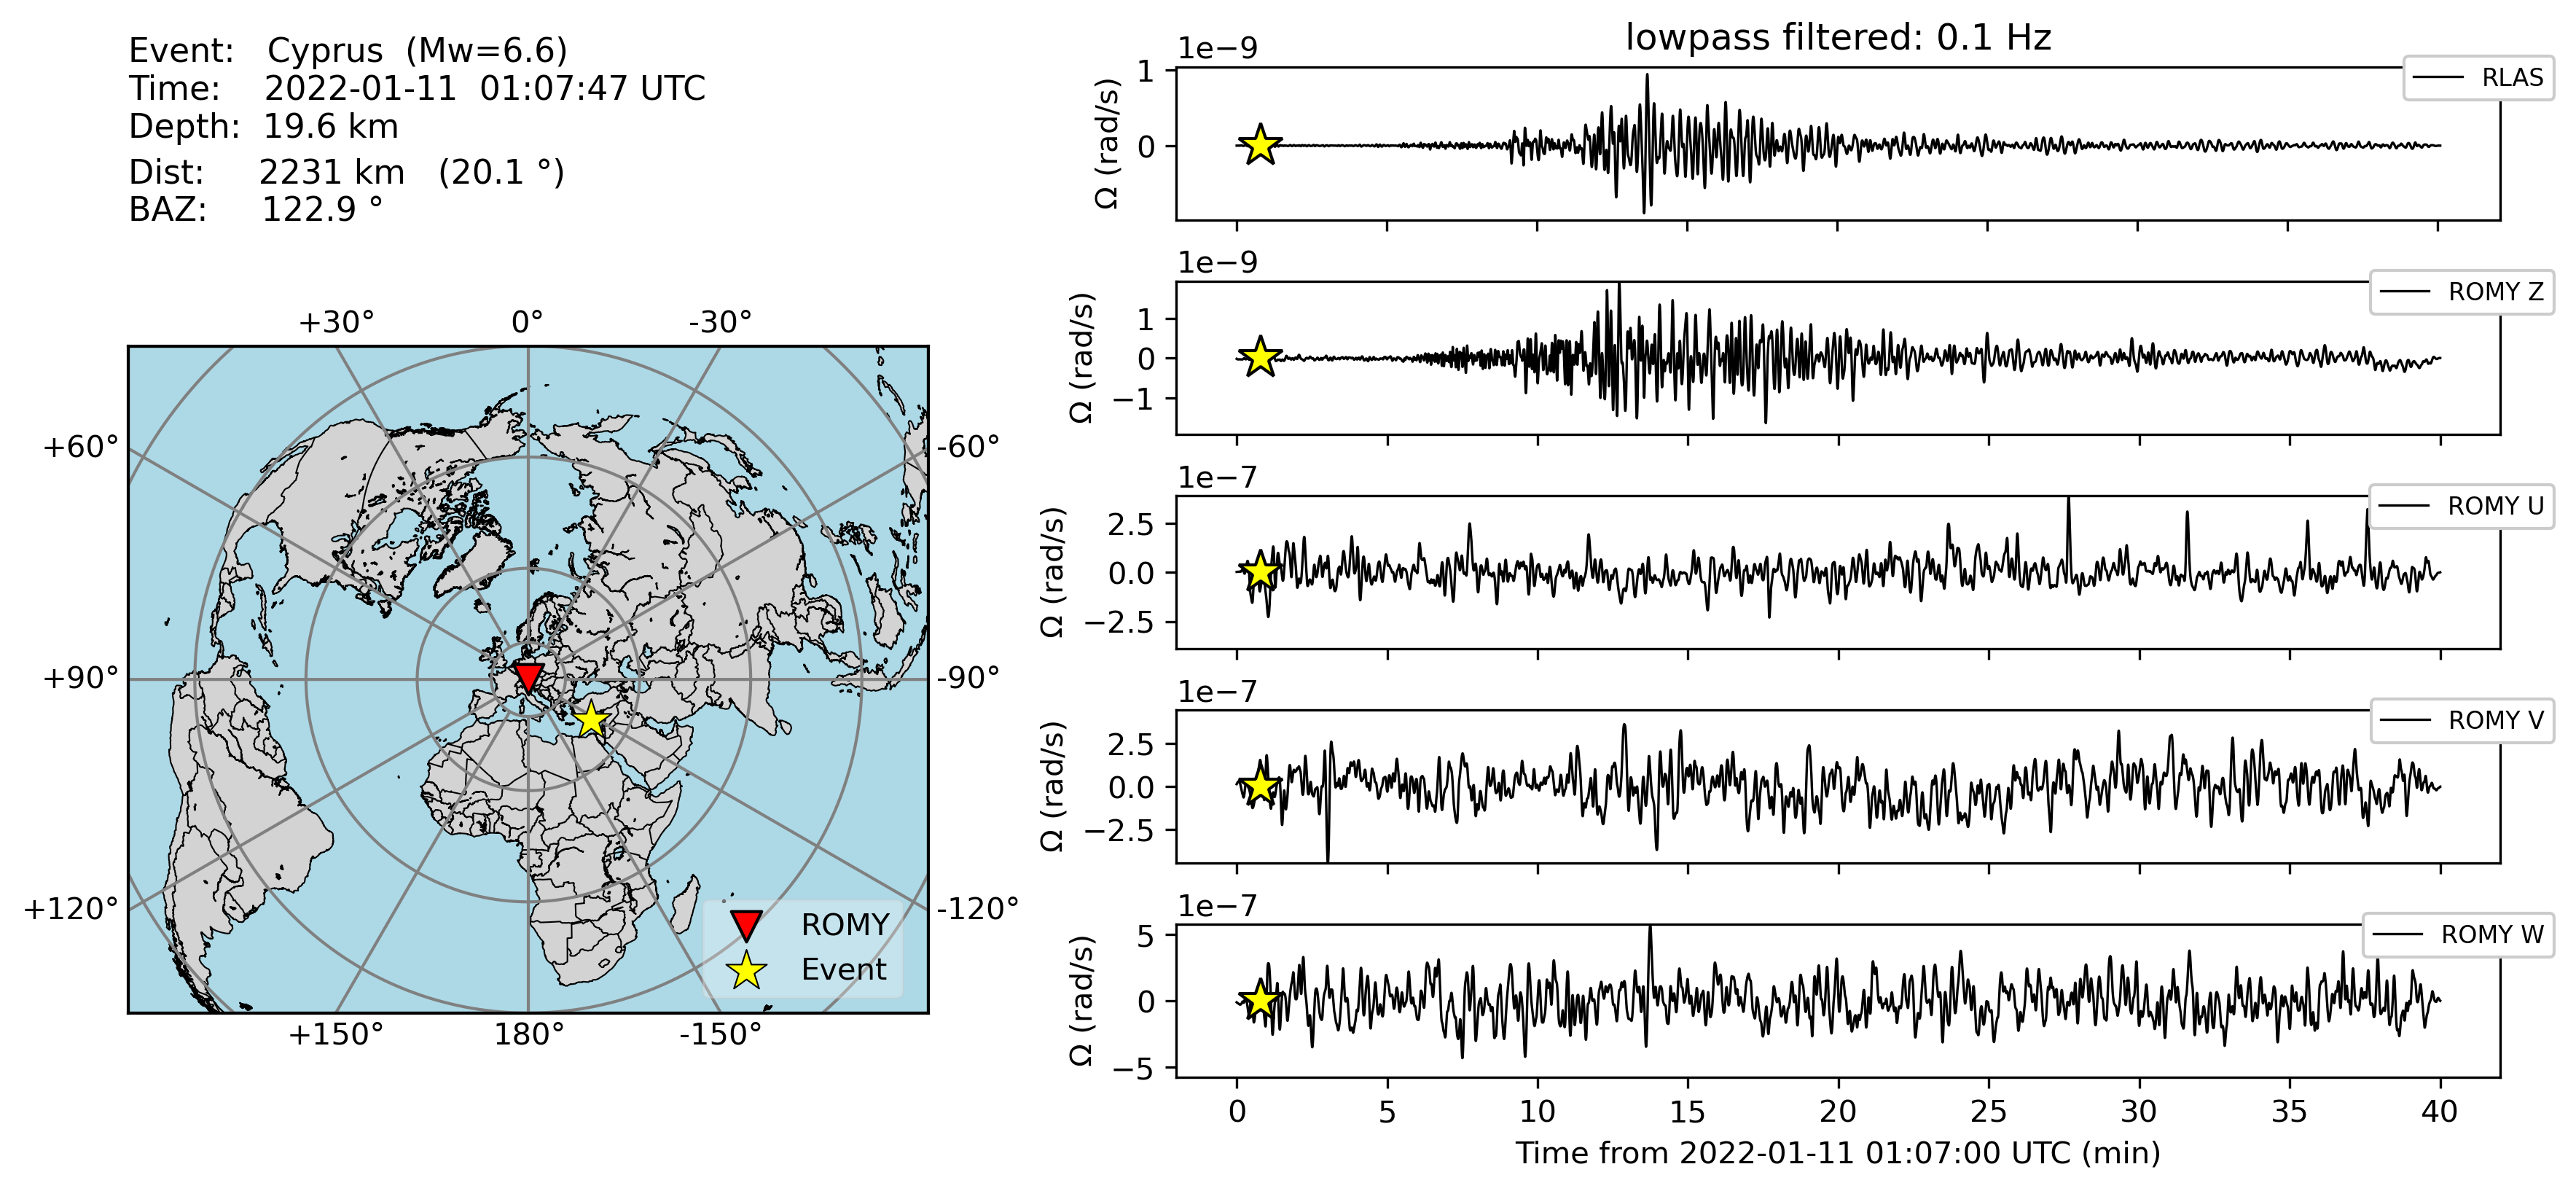 Event: Cyprus (Mw=6.6)
Time: 2022-01-11 01:07:47 UTC
Depth: 19.6 km
Dist: 2231 km (20.1 °)
BAZ: 122.9 °
+30° 0° -30°
+60° -60°
+90° -90°
+120° -120°
+150° 180° -150°
ROMY
Event
lowpass filtered: 0.1 Hz
1e−9
1
0
Ω (rad/s)
RLAS
1e−9
1
0
−1
Ω (rad/s)
ROMY Z
1e−7
2.5
0.0
−2.5
Ω (rad/s)
ROMY U
1e−7
2.5
0.0
−2.5
Ω (rad/s)
ROMY V
1e−7
5
0
−5
Ω (rad/s)
ROMY W
0 5 10 15 20 25 30 35 40
Time from 2022-01-11 01:07:00 UTC (min)